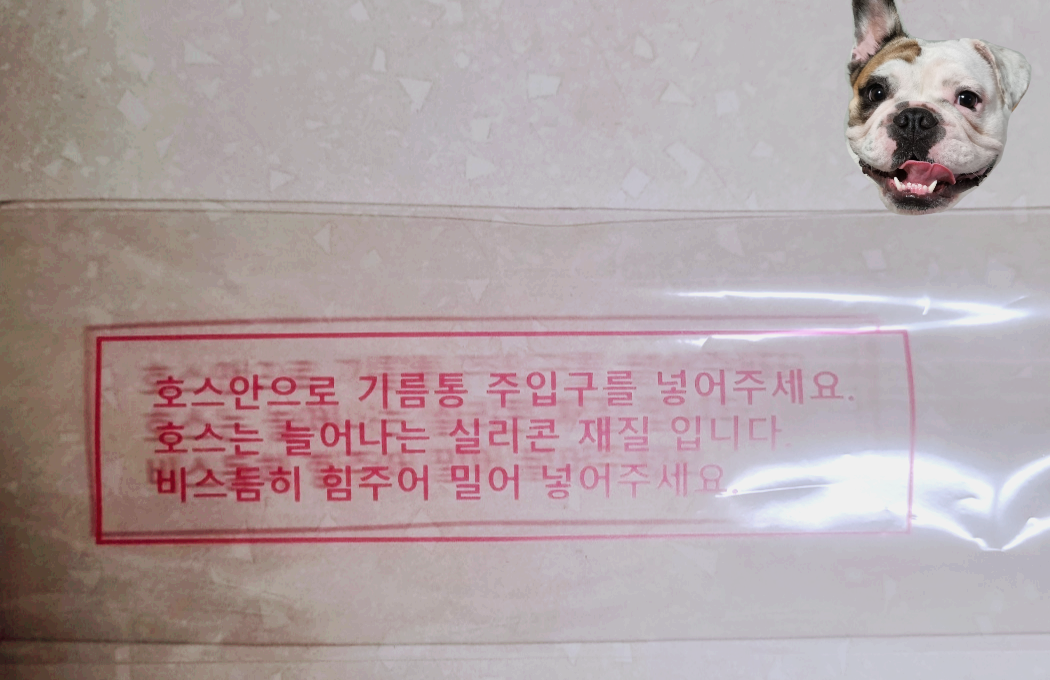 호스안으로 기름통 주입구를 넣어주세요.
호스는 늘어나는 실리콘 재질 입니다.
비스듬히 힘주어 밀어 넣어주세요.